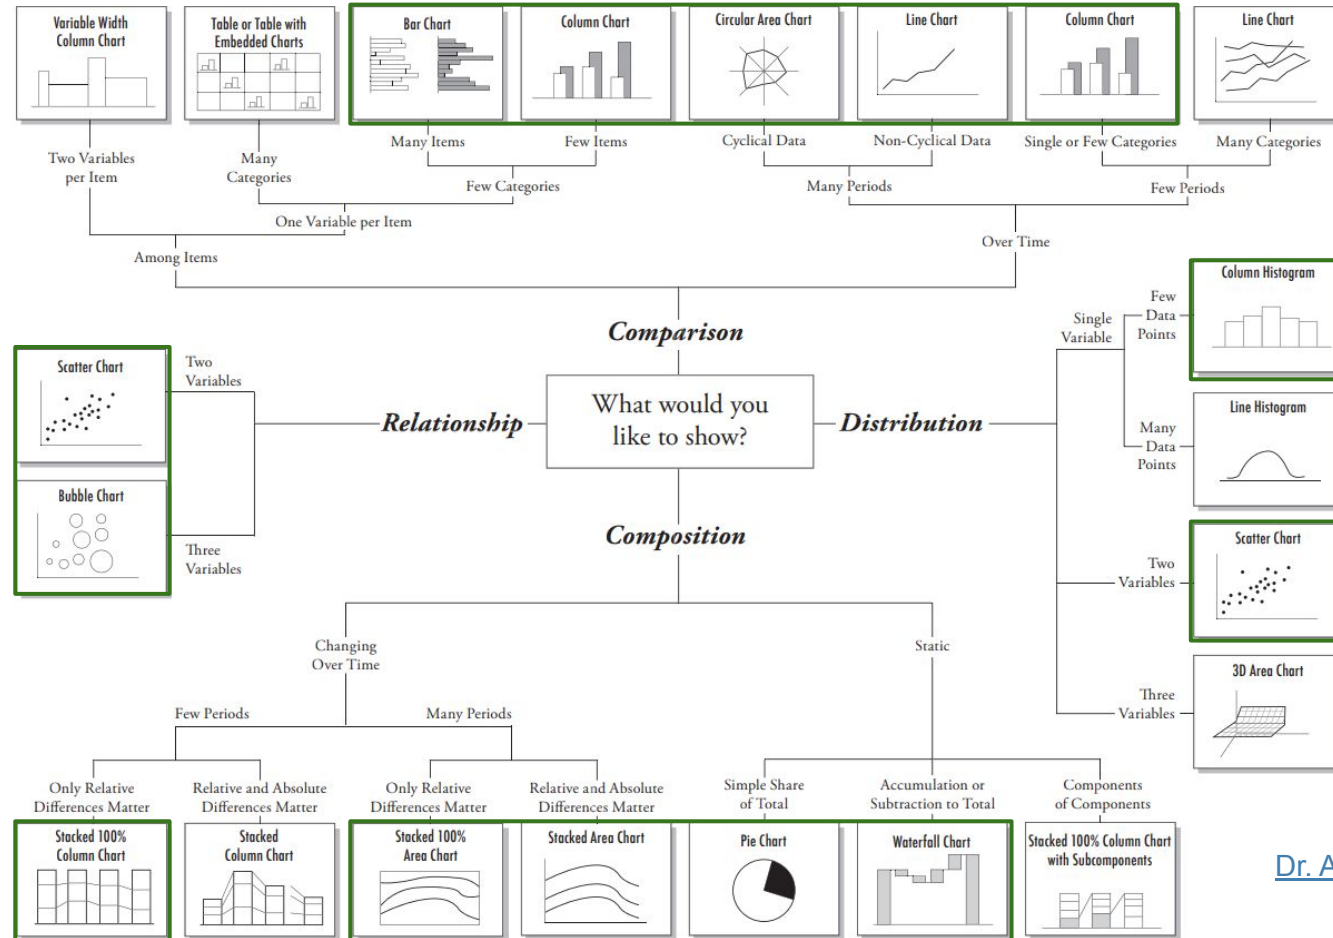 Variable Width
Column Chart
Table or Table with
Embedded Charts
Bar Chart
Column Chart
Circular Area Chart
Line Chart
Column Chart
Line Chart
Two Variables
per Item
Many
Categories
Many Items
Few Items
Cyclical Data
Non-Cyclical Data
Single or Few Categories
Many Categories
Few Categories
Many Periods
Few Periods
One Variable per Item
Among Items
Over Time
Comparison
What would you
like to show?
Relationship
Two
Variables
Scatter Chart
Three
Variables
Bubble Chart
Distribution
Single
Variable
Few
Data
Points
Column Histogram
Many
Data
Points
Line Histogram
Two
Variables
Scatter Chart
Three
Variables
3D Area Chart
Composition
Changing
Over Time
Static
Few Periods
Many Periods
Only Relative
Differences Matter
Relative and Absolute
Differences Matter
Only Relative
Differences Matter
Relative and Absolute
Differences Matter
Simple Share
of Total
Accumulation or
Subtraction to Total
Components
of Components
Stacked 100%
Column Chart
Stacked
Column Chart
Stacked 100%
Area Chart
Stacked Area Chart
Pie Chart
Waterfall Chart
Stacked 100% Column Chart
with Subcomponents
Dr. A